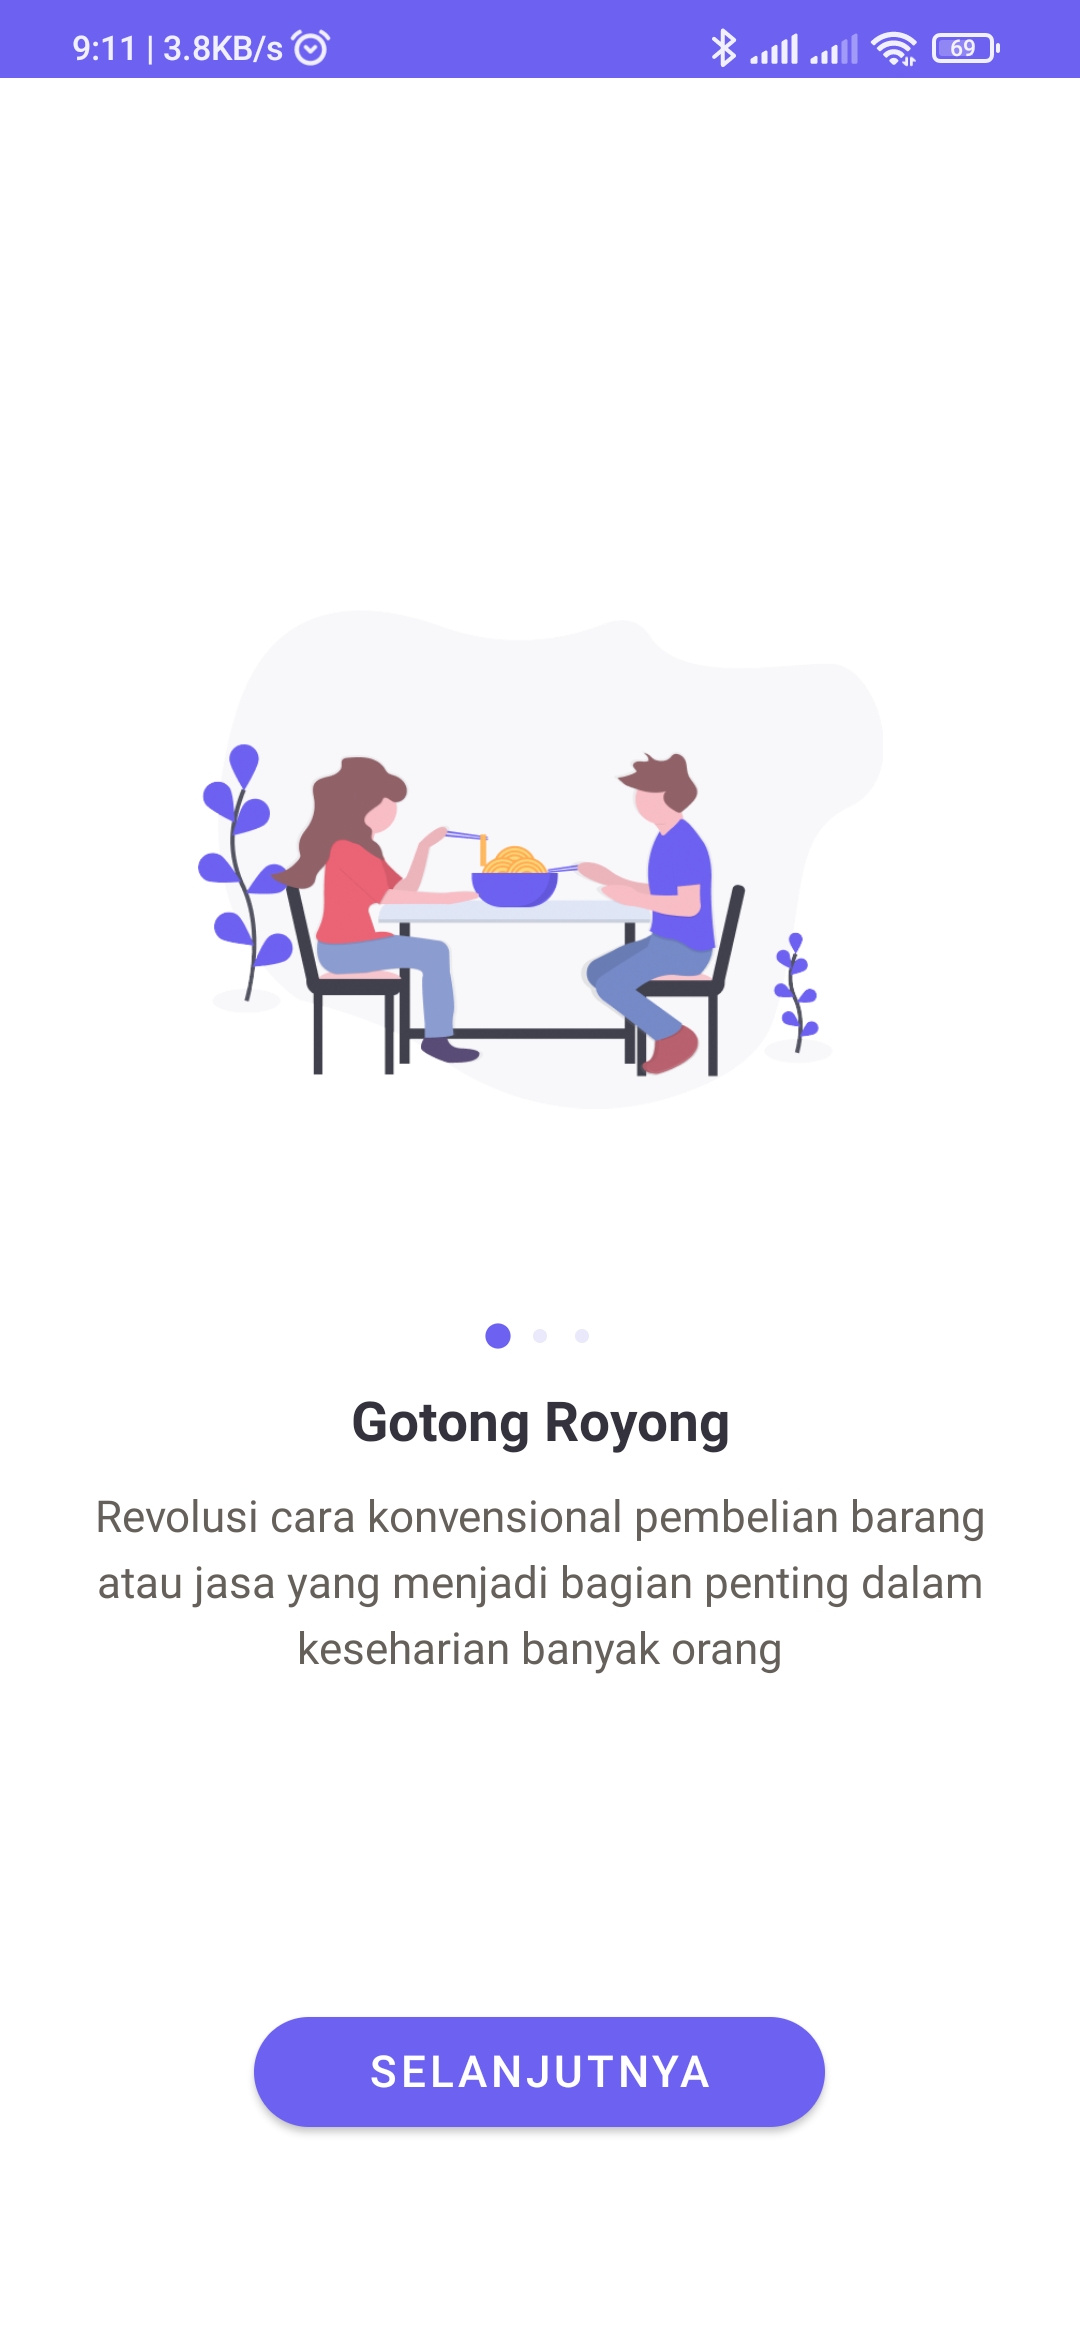 9:11 | 3.8KB/s
69
Gotong Royong
Revolusi cara konvensional pembelian barang
atau jasa yang menjadi bagian penting dalam
keseharian banyak orang
SELANJUTNYA